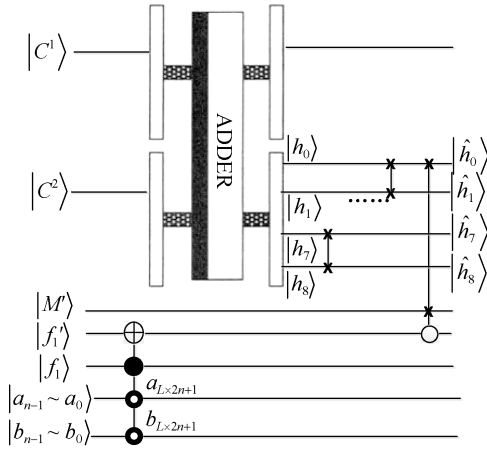 |C¹⟩
ADDER
|h₀⟩
|ĥ₀⟩
|C²⟩
|h₁⟩
......
|ĥ₁⟩
|h₇⟩
|ĥ₇⟩
|h₈⟩
|ĥ₈⟩
|M′⟩
|f₁′⟩
|f₁⟩
a_{L×2n+1}
|a_{n−1} ~ a₀⟩
b_{L×2n+1}
|b_{n−1} ~ b₀⟩